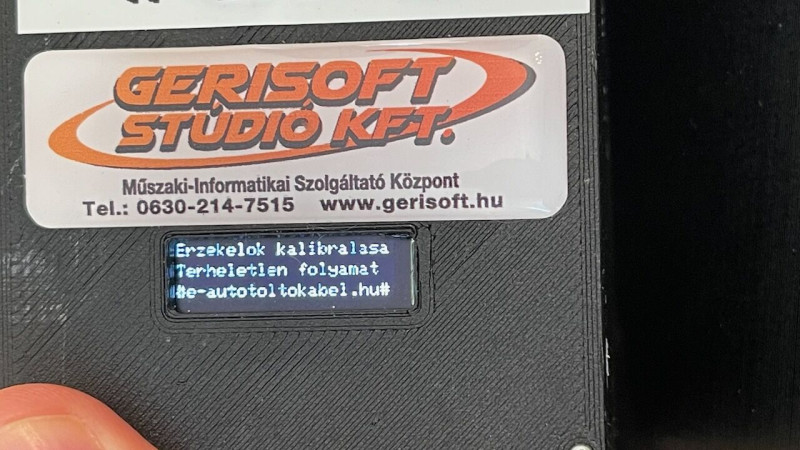 GERISOFT
STÚDIÓ KFT.
Műszaki-Informatikai Szolgáltató Központ
Tel.: 0630-214-7515 www.gerisoft.hu
Erzekelok kalibralasa
Terheletlen folyamat
#e-autotoltokabel.hu#